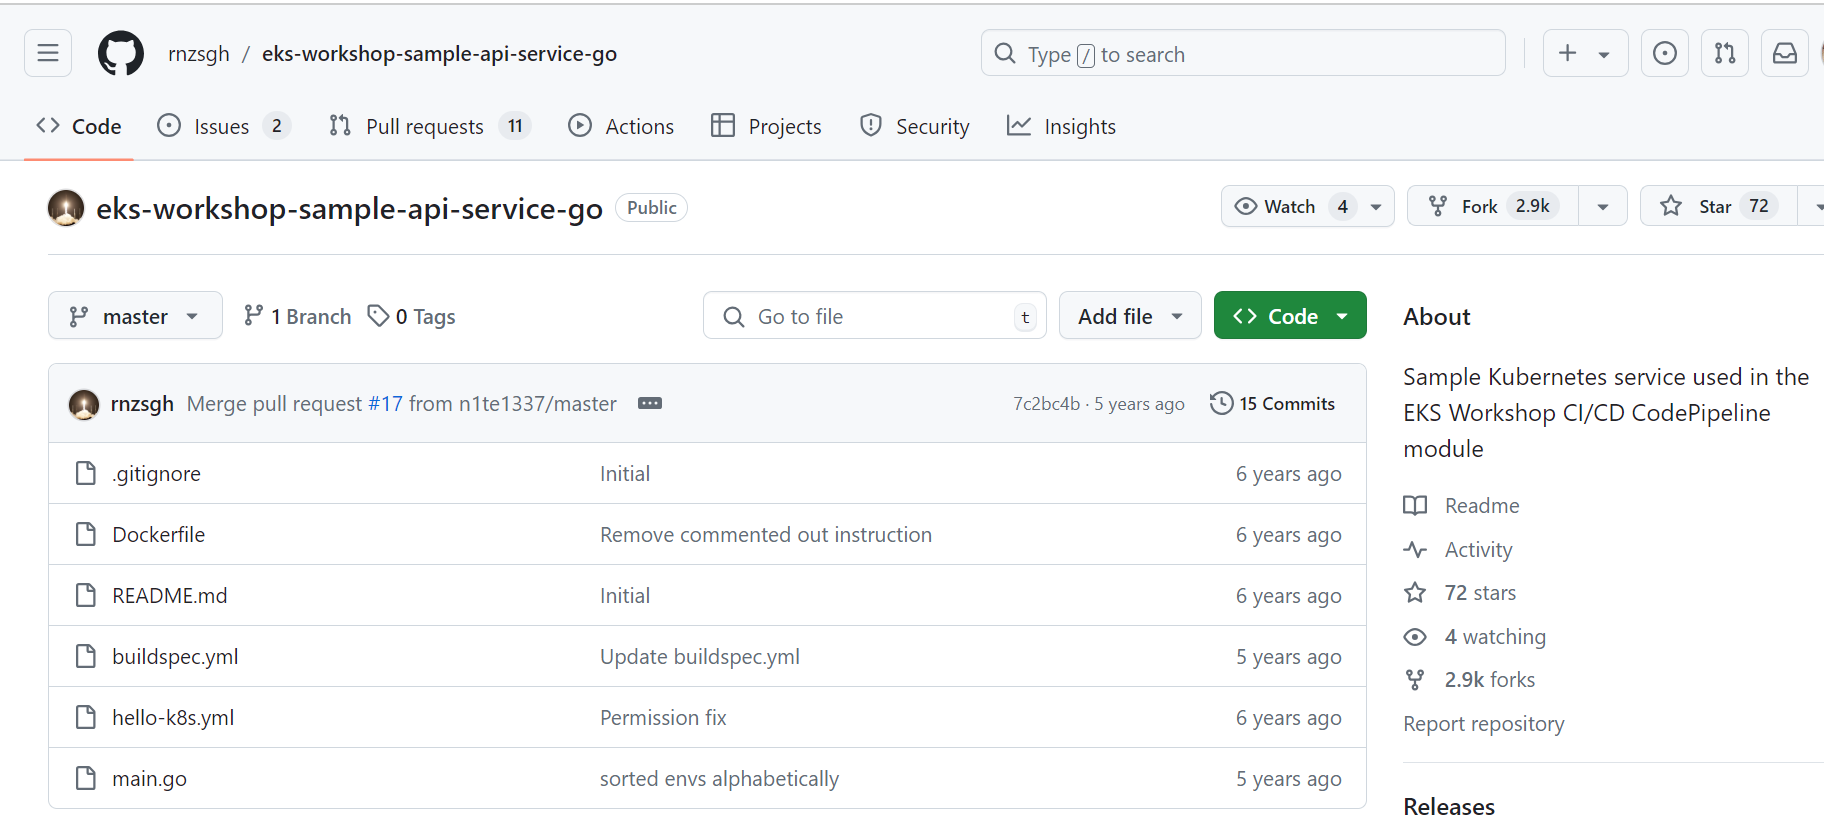 rnzsgh / eks-workshop-sample-api-service-go
Type / to search
Code
Issues 2
Pull requests 11
Actions
Projects
Security
Insights
eks-workshop-sample-api-service-go Public
Watch 4
Fork 2.9k
Star 72
master
1 Branch
0 Tags
Go to file t
Add file
Code
rnzsgh Merge pull request #17 from n1te1337/master 7c2bc4b · 5 years ago 15 Commits
.gitignore Initial 6 years ago
Dockerfile Remove commented out instruction 6 years ago
README.md Initial 6 years ago
buildspec.yml Update buildspec.yml 5 years ago
hello-k8s.yml Permission fix 6 years ago
main.go sorted envs alphabetically 5 years ago
About
Sample Kubernetes service used in the
EKS Workshop CI/CD CodePipeline
module
Readme
Activity
72 stars
4 watching
2.9k forks
Report repository
Releases